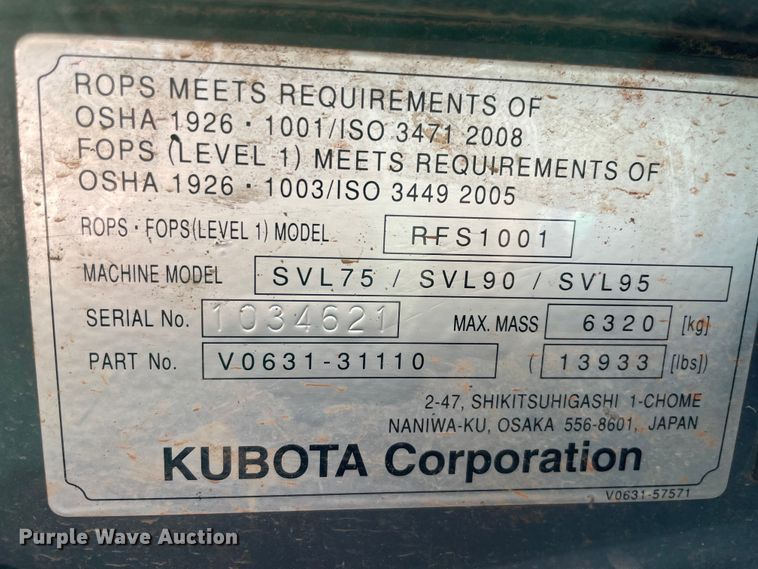 ROPS MEETS REQUIREMENTS OF
OSHA 1926・1001/ISO 3471 2008
FOPS (LEVEL 1) MEETS REQUIREMENTS OF
OSHA 1926・1003/ISO 3449 2005
ROPS・FOPS(LEVEL 1) MODEL RFS1001
MACHINE MODEL SVL75 / SVL90 / SVL95
SERIAL No. 1034621 MAX. MASS 6320 [kg]
PART No. V0631-31110 ( 13933 [lbs])
2-47, SHIKITSUHIGASHI 1-CHOME
NANIWA-KU, OSAKA 556-8601, JAPAN
KUBOTA Corporation
V0631-57571
Purple Wave Auction